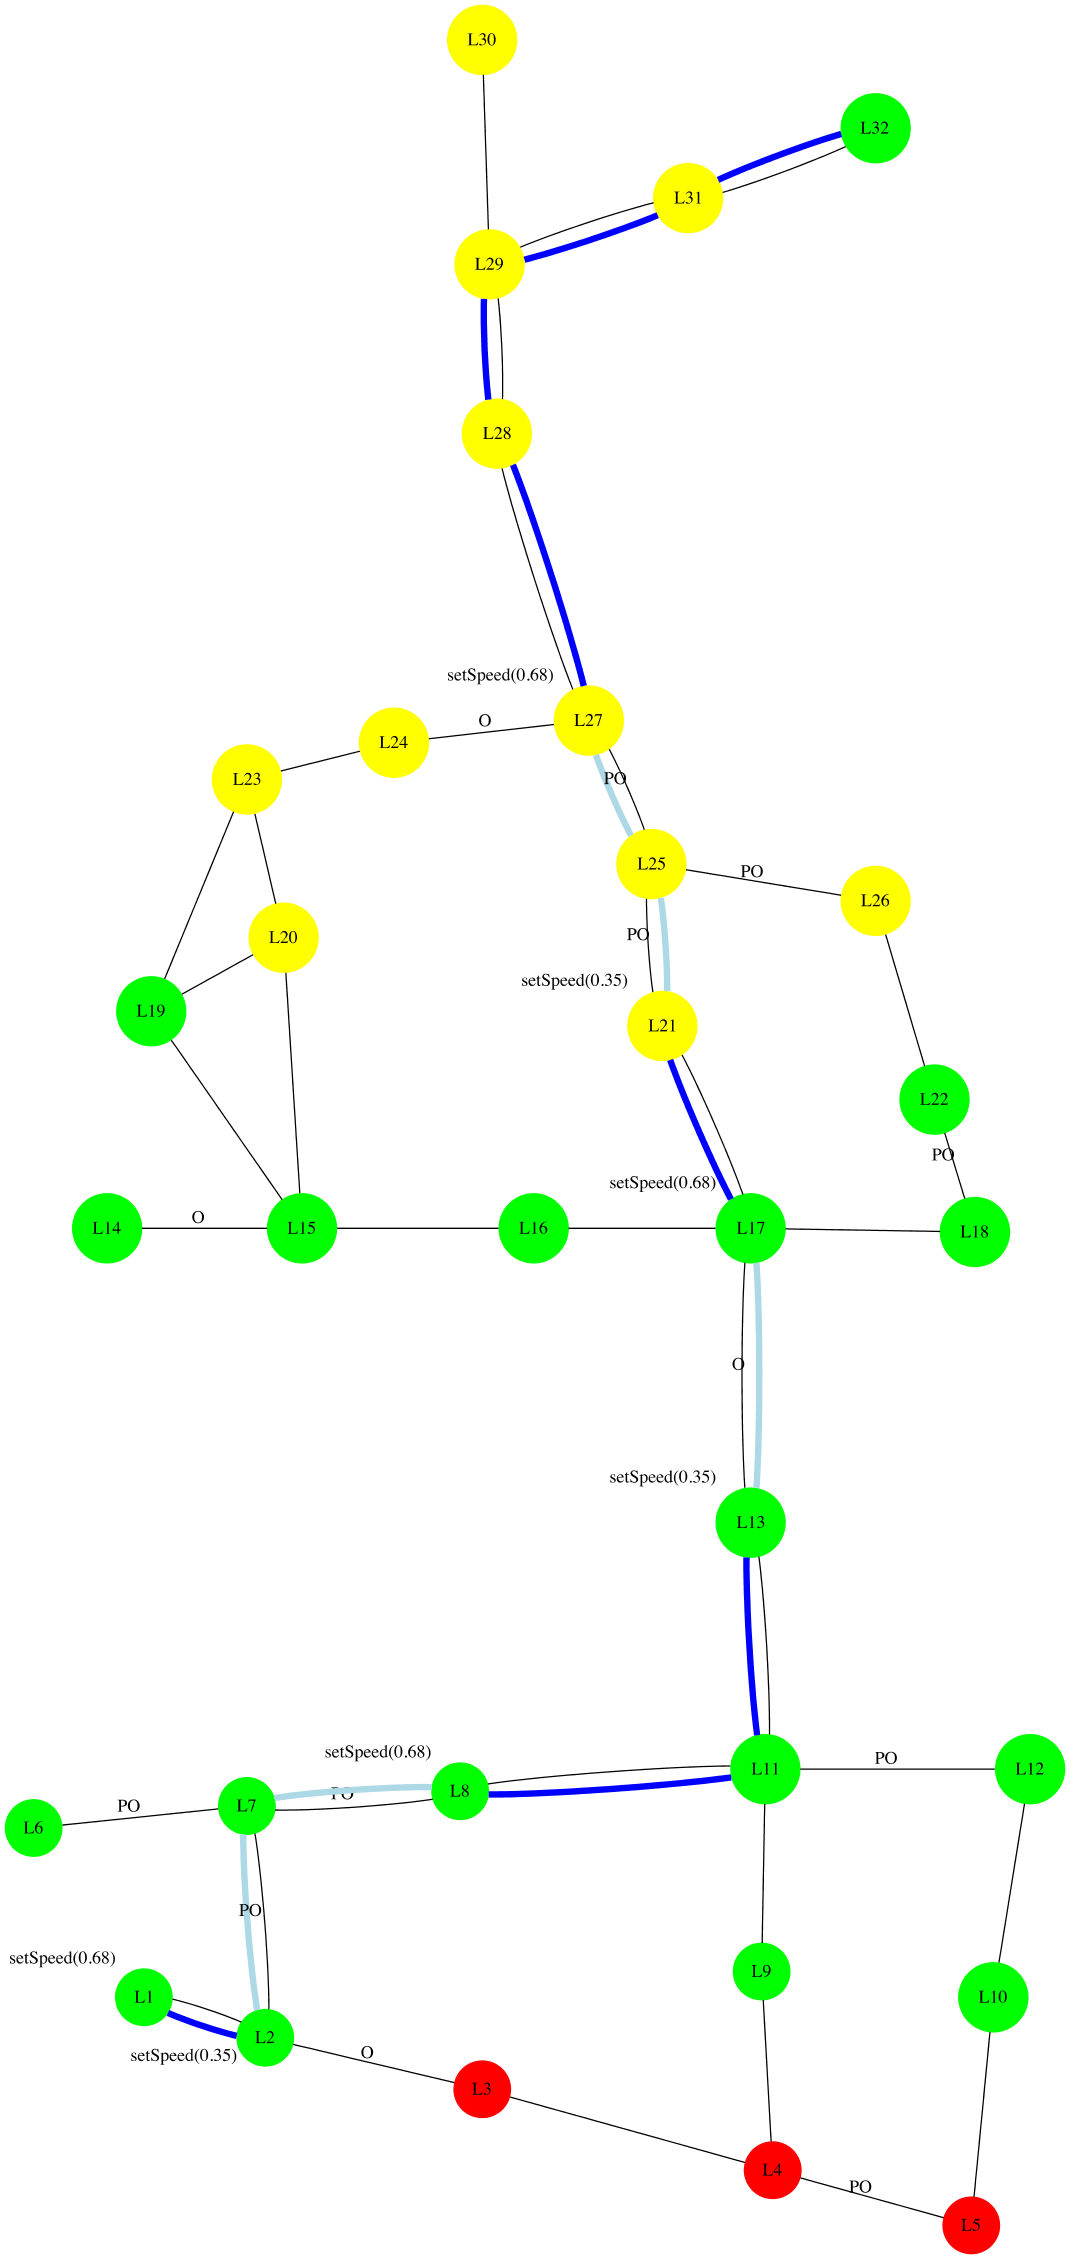 L30
L32
L31
L29
L28
setSpeed(0.68)
L27
O
L24
L23
PO
L25
PO
L26
L20
PO
setSpeed(0.35)
L19
L21
L22
PO
setSpeed(0.68)
L14
O
L15
L16
L17
L18
O
setSpeed(0.35)
L13
setSpeed(0.68)
PO
L11
PO
L12
L8
PO
L7
L6
PO
setSpeed(0.68)
L9
L1
L10
L2
setSpeed(0.35)
O
L3
L4
PO
L5